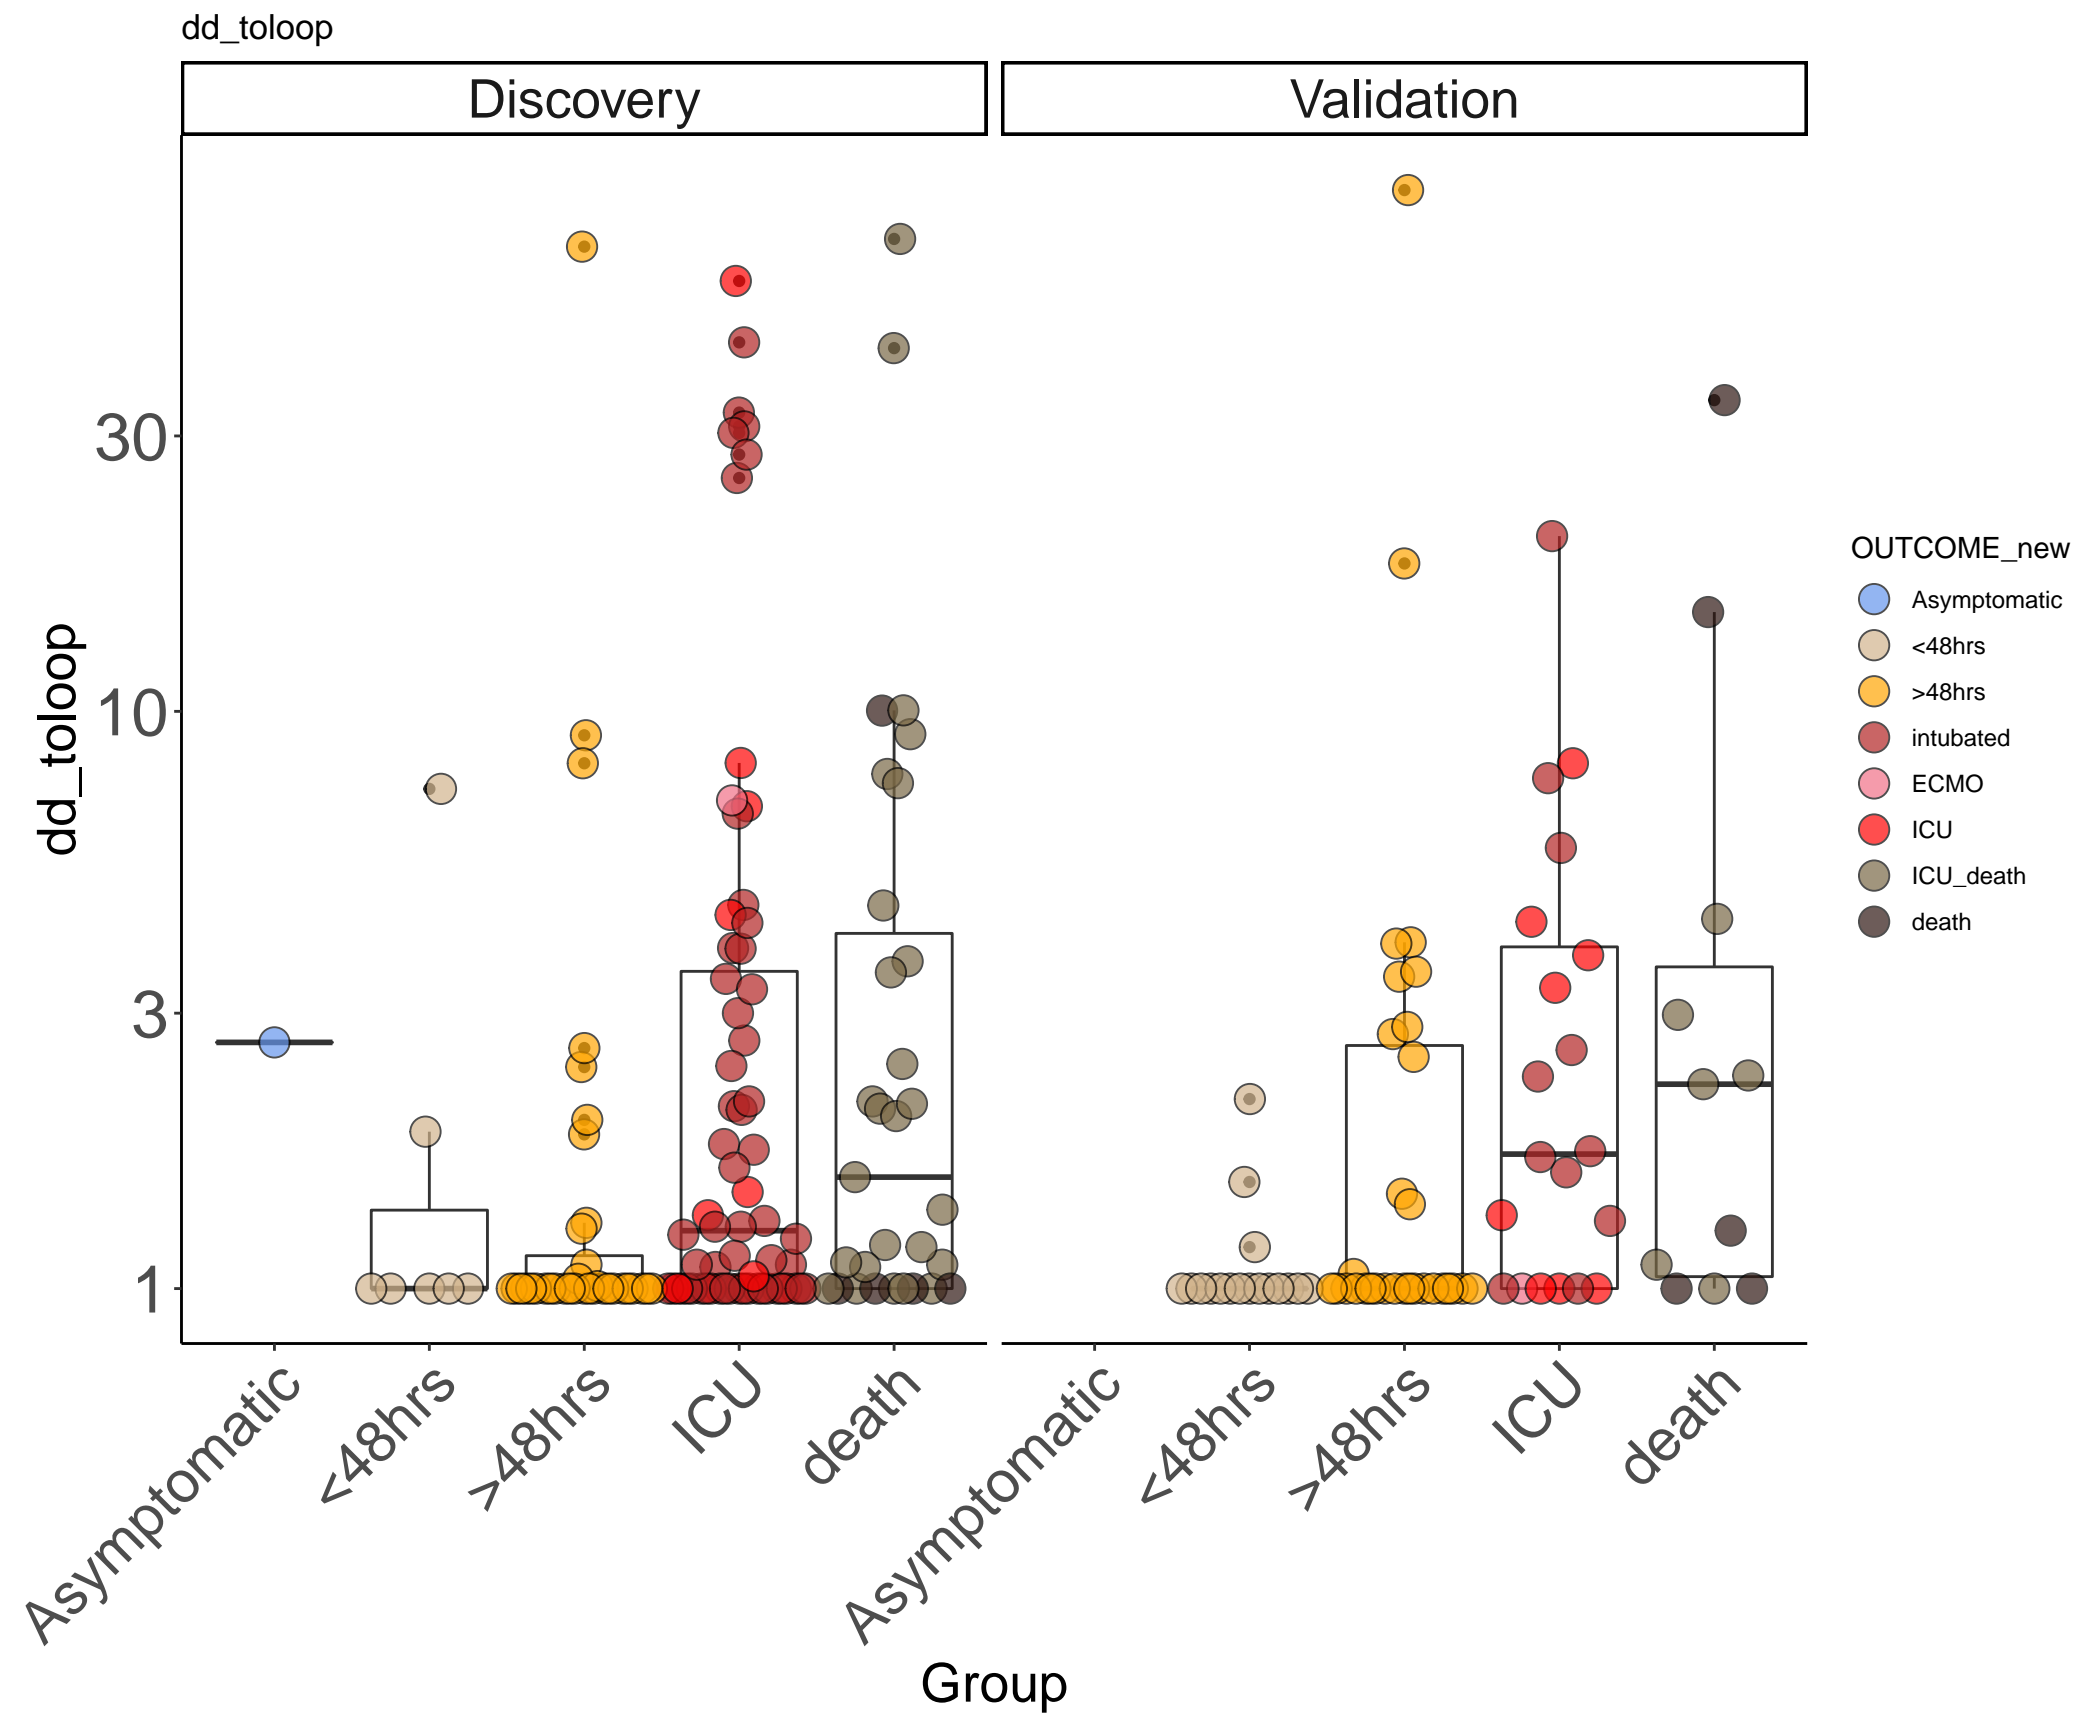 dd_toloop
Discovery
Validation
dd_toloop
30
10
3
1
Asymptomatic
<48hrs
>48hrs
ICU
death
Asymptomatic
<48hrs
>48hrs
ICU
death
Group
OUTCOME_new
Asymptomatic
<48hrs
>48hrs
intubated
ECMO
ICU
ICU_death
death